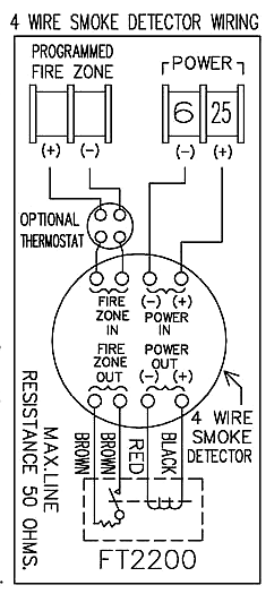 4 WIRE SMOKE DETECTOR WIRING
PROGRAMMED
FIRE ZONE
POWER
6 25
(+) (-) (-) (+)
OPTIONAL
THERMOSTAT
FIRE
ZONE
IN
(-) (+)
POWER
IN
FIRE
ZONE
OUT
POWER
OUT
(-) (+)
4 WIRE
SMOKE
DETECTOR
MAX.LINE
RESISTANCE 50 OHMS.
BROWN
BROWN
RED
BLACK
FT2200